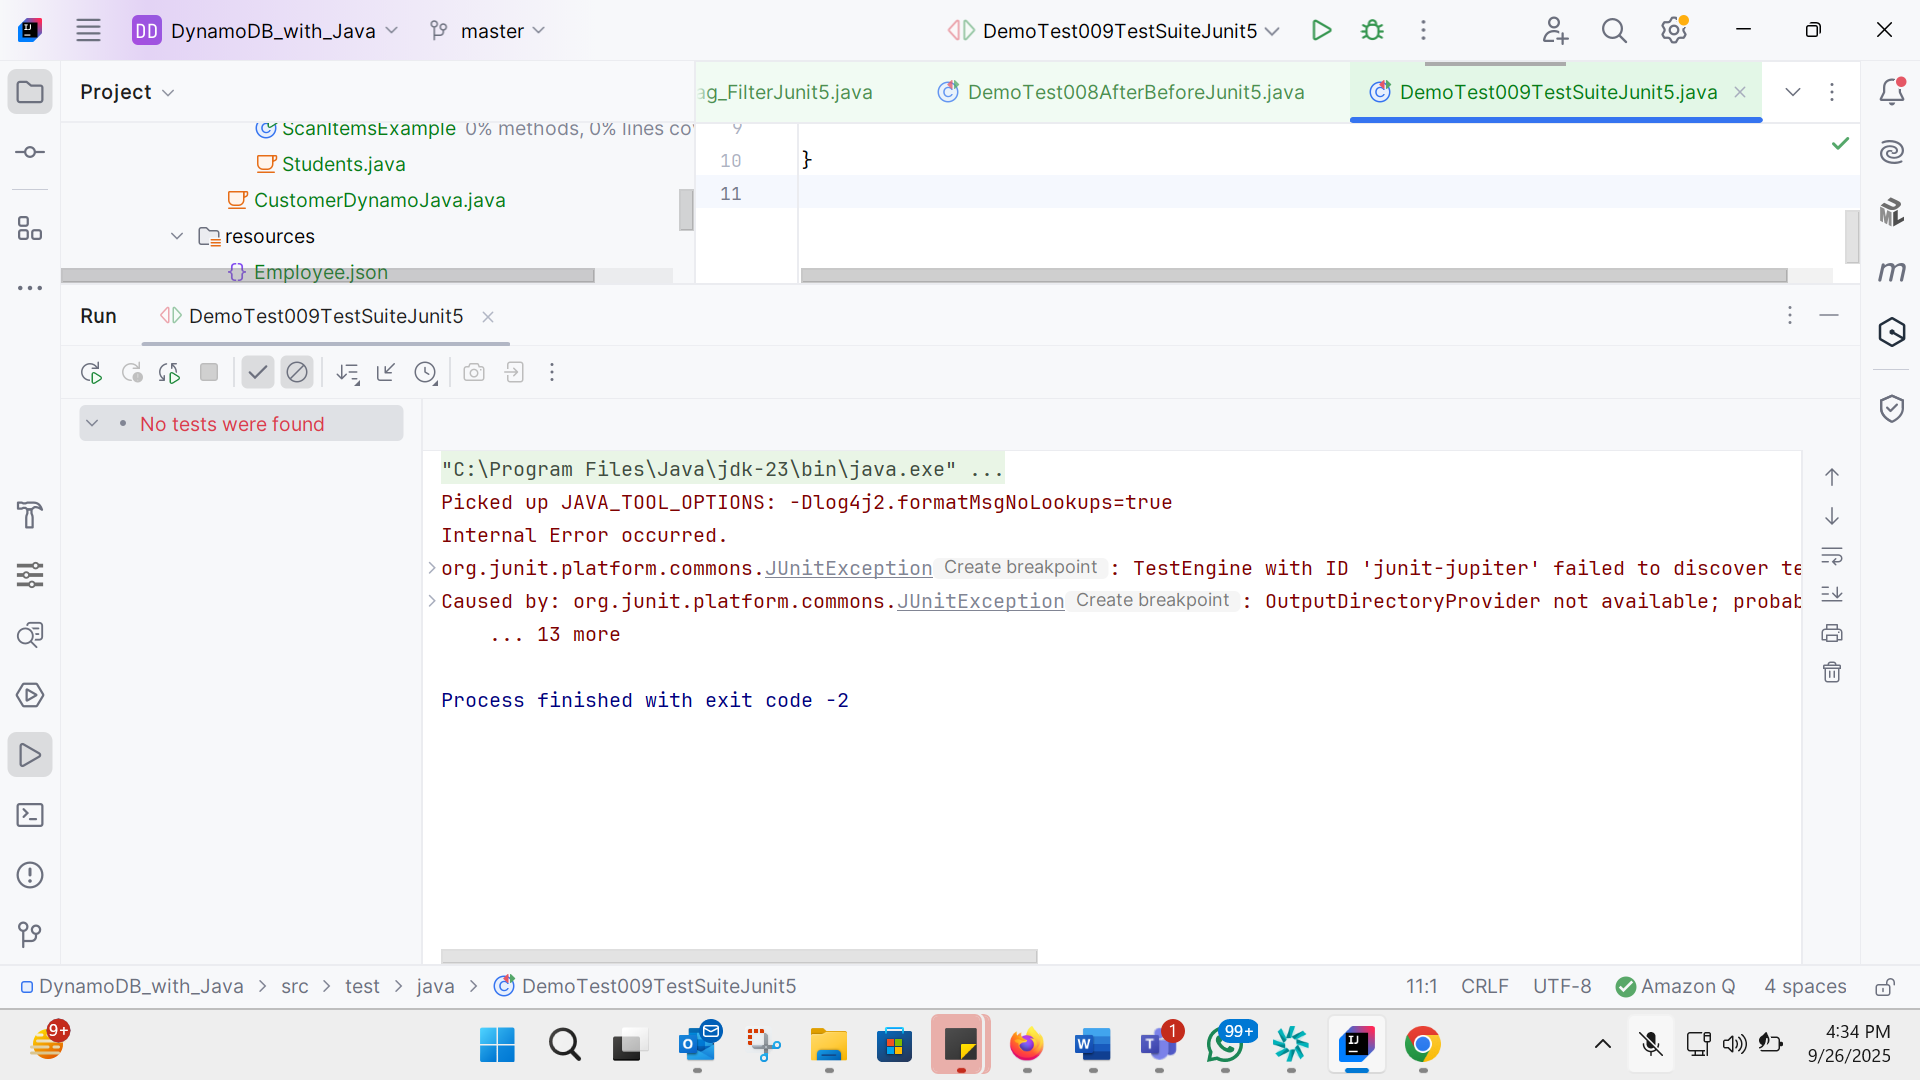 DD DynamoDB_with_Java master DemoTest009TestSuiteJunit5
Project
ag_FilterJunit5.java DemoTest008AfterBeforeJunit5.java DemoTest009TestSuiteJunit5.java
ScanItemsExample 0% methods, 0% lines co
Students.java
CustomerDynamoJava.java
resources
Employee.json
9
10 }
11
Run DemoTest009TestSuiteJunit5
No tests were found
"C:\Program Files\Java\jdk-23\bin\java.exe" ...
Picked up JAVA_TOOL_OPTIONS: -Dlog4j2.formatMsgNoLookups=true
Internal Error occurred.
org.junit.platform.commons.JUnitException Create breakpoint : TestEngine with ID 'junit-jupiter' failed to discover te
Caused by: org.junit.platform.commons.JUnitException Create breakpoint : OutputDirectoryProvider not available; probab
... 13 more
Process finished with exit code -2
DynamoDB_with_Java > src > test > java > DemoTest009TestSuiteJunit5 11:1 CRLF UTF-8 Amazon Q 4 spaces
9+ 1 99+ 4:34 PM
9/26/2025